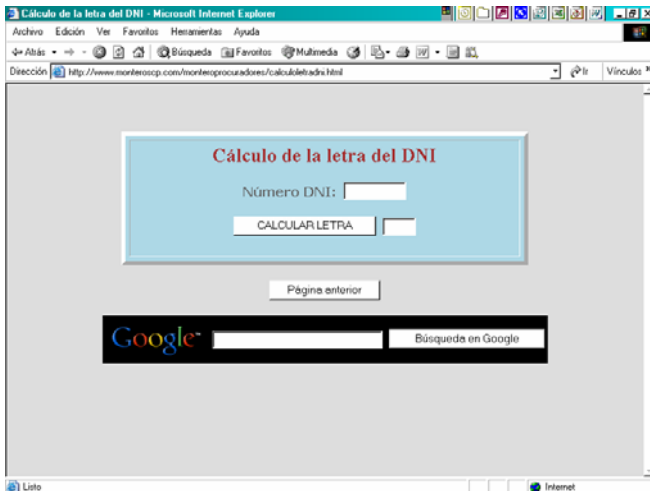 Cálculo de la letra del DNI - Microsoft Internet Explorer
Archivo Edición Ver Favoritos Herramientas Ayuda
Atrás Búsqueda Favoritos Multimedia
Dirección http://www.monteroscp.com/monteroprocuradores/calculoletradni.html Ir Vínculos »
Cálculo de la letra del DNI
Número DNI:
CALCULAR LETRA
Página anterior
Google™ Búsqueda en Google
Listo Internet